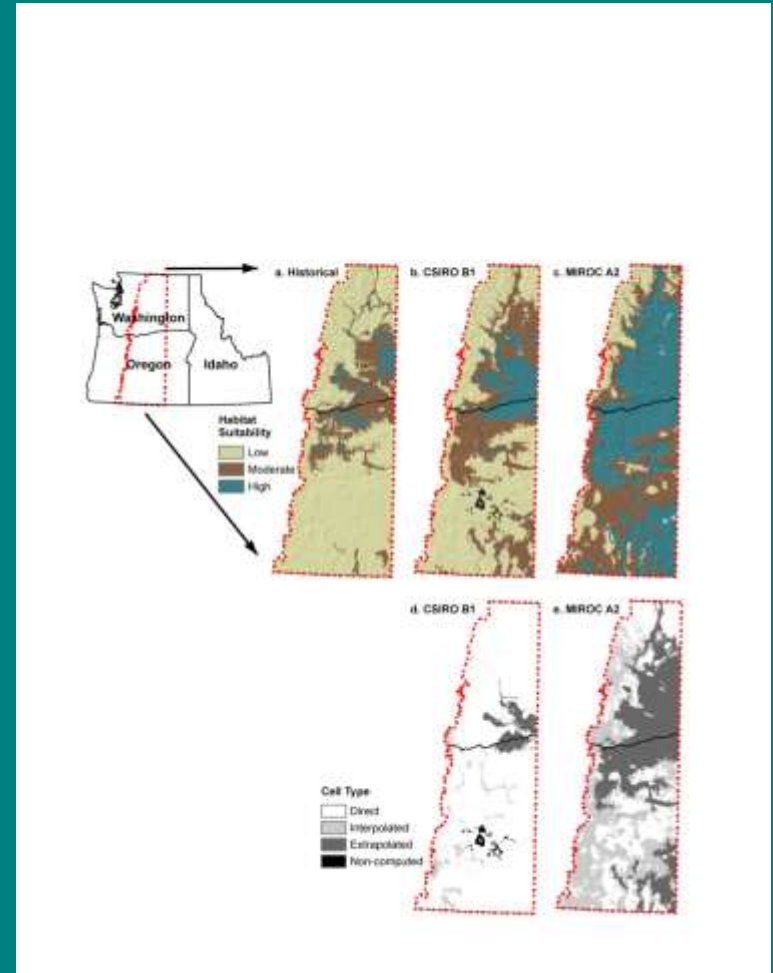 a. Historical
b. CSIRO B1
c. MIROC A2
Washington
Oregon
Idaho
Habitat
Suitability
Low
Moderate
High
d. CSIRO B1
e. MIROC A2
Cell Type
Direct
Interpolated
Extrapolated
Non-computed